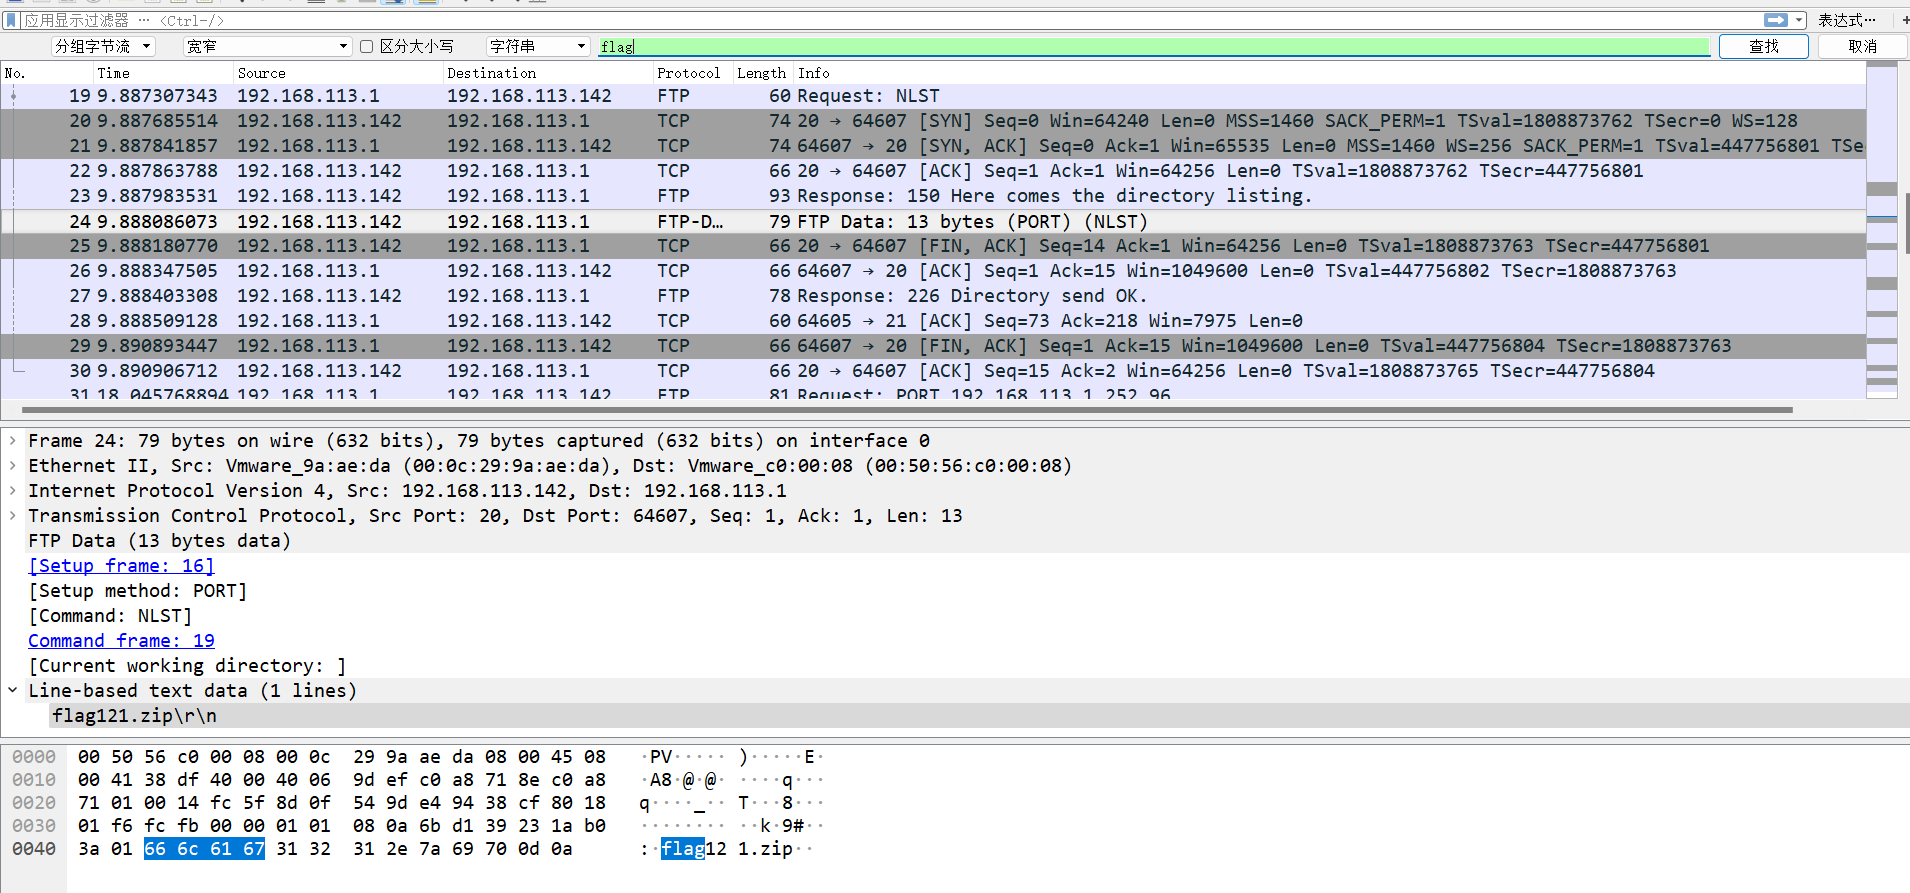 应用显示过滤器 ··· <Ctrl-/> 表达式··· +
分组字节流 宽窄 区分大小写 字符串 flag 查找 取消
No. Time Source Destination Protocol Length Info
19 9.887307343 192.168.113.1 192.168.113.142 FTP 60 Request: NLST
20 9.887685514 192.168.113.142 192.168.113.1 TCP 74 20 → 64607 [SYN] Seq=0 Win=64240 Len=0 MSS=1460 SACK_PERM=1 TSval=1808873762 TSecr=0 WS=128
21 9.887841857 192.168.113.1 192.168.113.142 TCP 74 64607 → 20 [SYN, ACK] Seq=0 Ack=1 Win=65535 Len=0 MSS=1460 WS=256 SACK_PERM=1 TSval=447756801 TSe
22 9.887863788 192.168.113.142 192.168.113.1 TCP 66 20 → 64607 [ACK] Seq=1 Ack=1 Win=64256 Len=0 TSval=1808873762 TSecr=447756801
23 9.887983531 192.168.113.142 192.168.113.1 FTP 93 Response: 150 Here comes the directory listing.
24 9.888086073 192.168.113.142 192.168.113.1 FTP-D… 79 FTP Data: 13 bytes (PORT) (NLST)
25 9.888180770 192.168.113.142 192.168.113.1 TCP 66 20 → 64607 [FIN, ACK] Seq=14 Ack=1 Win=64256 Len=0 TSval=1808873763 TSecr=447756801
26 9.888347505 192.168.113.1 192.168.113.142 TCP 66 64607 → 20 [ACK] Seq=1 Ack=15 Win=1049600 Len=0 TSval=447756802 TSecr=1808873763
27 9.888403308 192.168.113.142 192.168.113.1 FTP 78 Response: 226 Directory send OK.
28 9.888509128 192.168.113.1 192.168.113.142 TCP 60 64605 → 21 [ACK] Seq=73 Ack=218 Win=7975 Len=0
29 9.890893447 192.168.113.1 192.168.113.142 TCP 66 64607 → 20 [FIN, ACK] Seq=1 Ack=15 Win=1049600 Len=0 TSval=447756804 TSecr=1808873763
30 9.890906712 192.168.113.142 192.168.113.1 TCP 66 20 → 64607 [ACK] Seq=15 Ack=2 Win=64256 Len=0 TSval=1808873765 TSecr=447756804
31 18.045768894 192.168.113.1 192.168.113.142 FTP 81 Request: PORT 192,168,113,1,252,96
Frame 24: 79 bytes on wire (632 bits), 79 bytes captured (632 bits) on interface 0
Ethernet II, Src: Vmware_9a:ae:da (00:0c:29:9a:ae:da), Dst: Vmware_c0:00:08 (00:50:56:c0:00:08)
Internet Protocol Version 4, Src: 192.168.113.142, Dst: 192.168.113.1
Transmission Control Protocol, Src Port: 20, Dst Port: 64607, Seq: 1, Ack: 1, Len: 13
FTP Data (13 bytes data)
[Setup frame: 16]
[Setup method: PORT]
[Command: NLST]
Command frame: 19
[Current working directory: ]
Line-based text data (1 lines)
flag121.zip\r\n
0000 00 50 56 c0 00 08 00 0c 29 9a ae da 08 00 45 08 ·PV····· )·····E·
0010 00 41 38 df 40 00 40 06 9d ef c0 a8 71 8e c0 a8 ·A8·@·@· ····q···
0020 71 01 00 14 fc 5f 8d 0f 54 9d e4 94 38 cf 80 18 q····_·· T···8···
0030 01 f6 fc fb 00 00 01 01 08 0a 6b d1 39 23 1a b0 ········ ··k·9#··
0040 3a 01 66 6c 61 67 31 32 31 2e 7a 69 70 0d 0a :·flag12 1.zip··